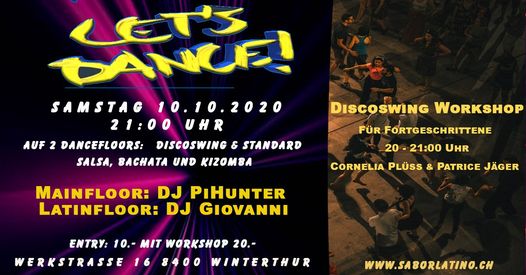 LET'S
DANCE!
SAMSTAG 10.10.2020
21:00 UHR
AUF 2 DANCEFLOORS: DISCOSWING & STANDARD
SALSA, BACHATA UND KIZOMBA
MAINFLOOR: DJ PIHUNTER
LATINFLOOR: DJ GIOVANNI
ENTRY: 10.- MIT WORKSHOP 20.-
WERKSTRASSE 16 8400 WINTERTHUR
DISCOSWING WORKSHOP
FÜR FORTGESCHRITTENE
20 - 21:00 UHR
CORNELIA PLÜSS & PATRICE JÄGER
WWW.SABORLATINO.CH